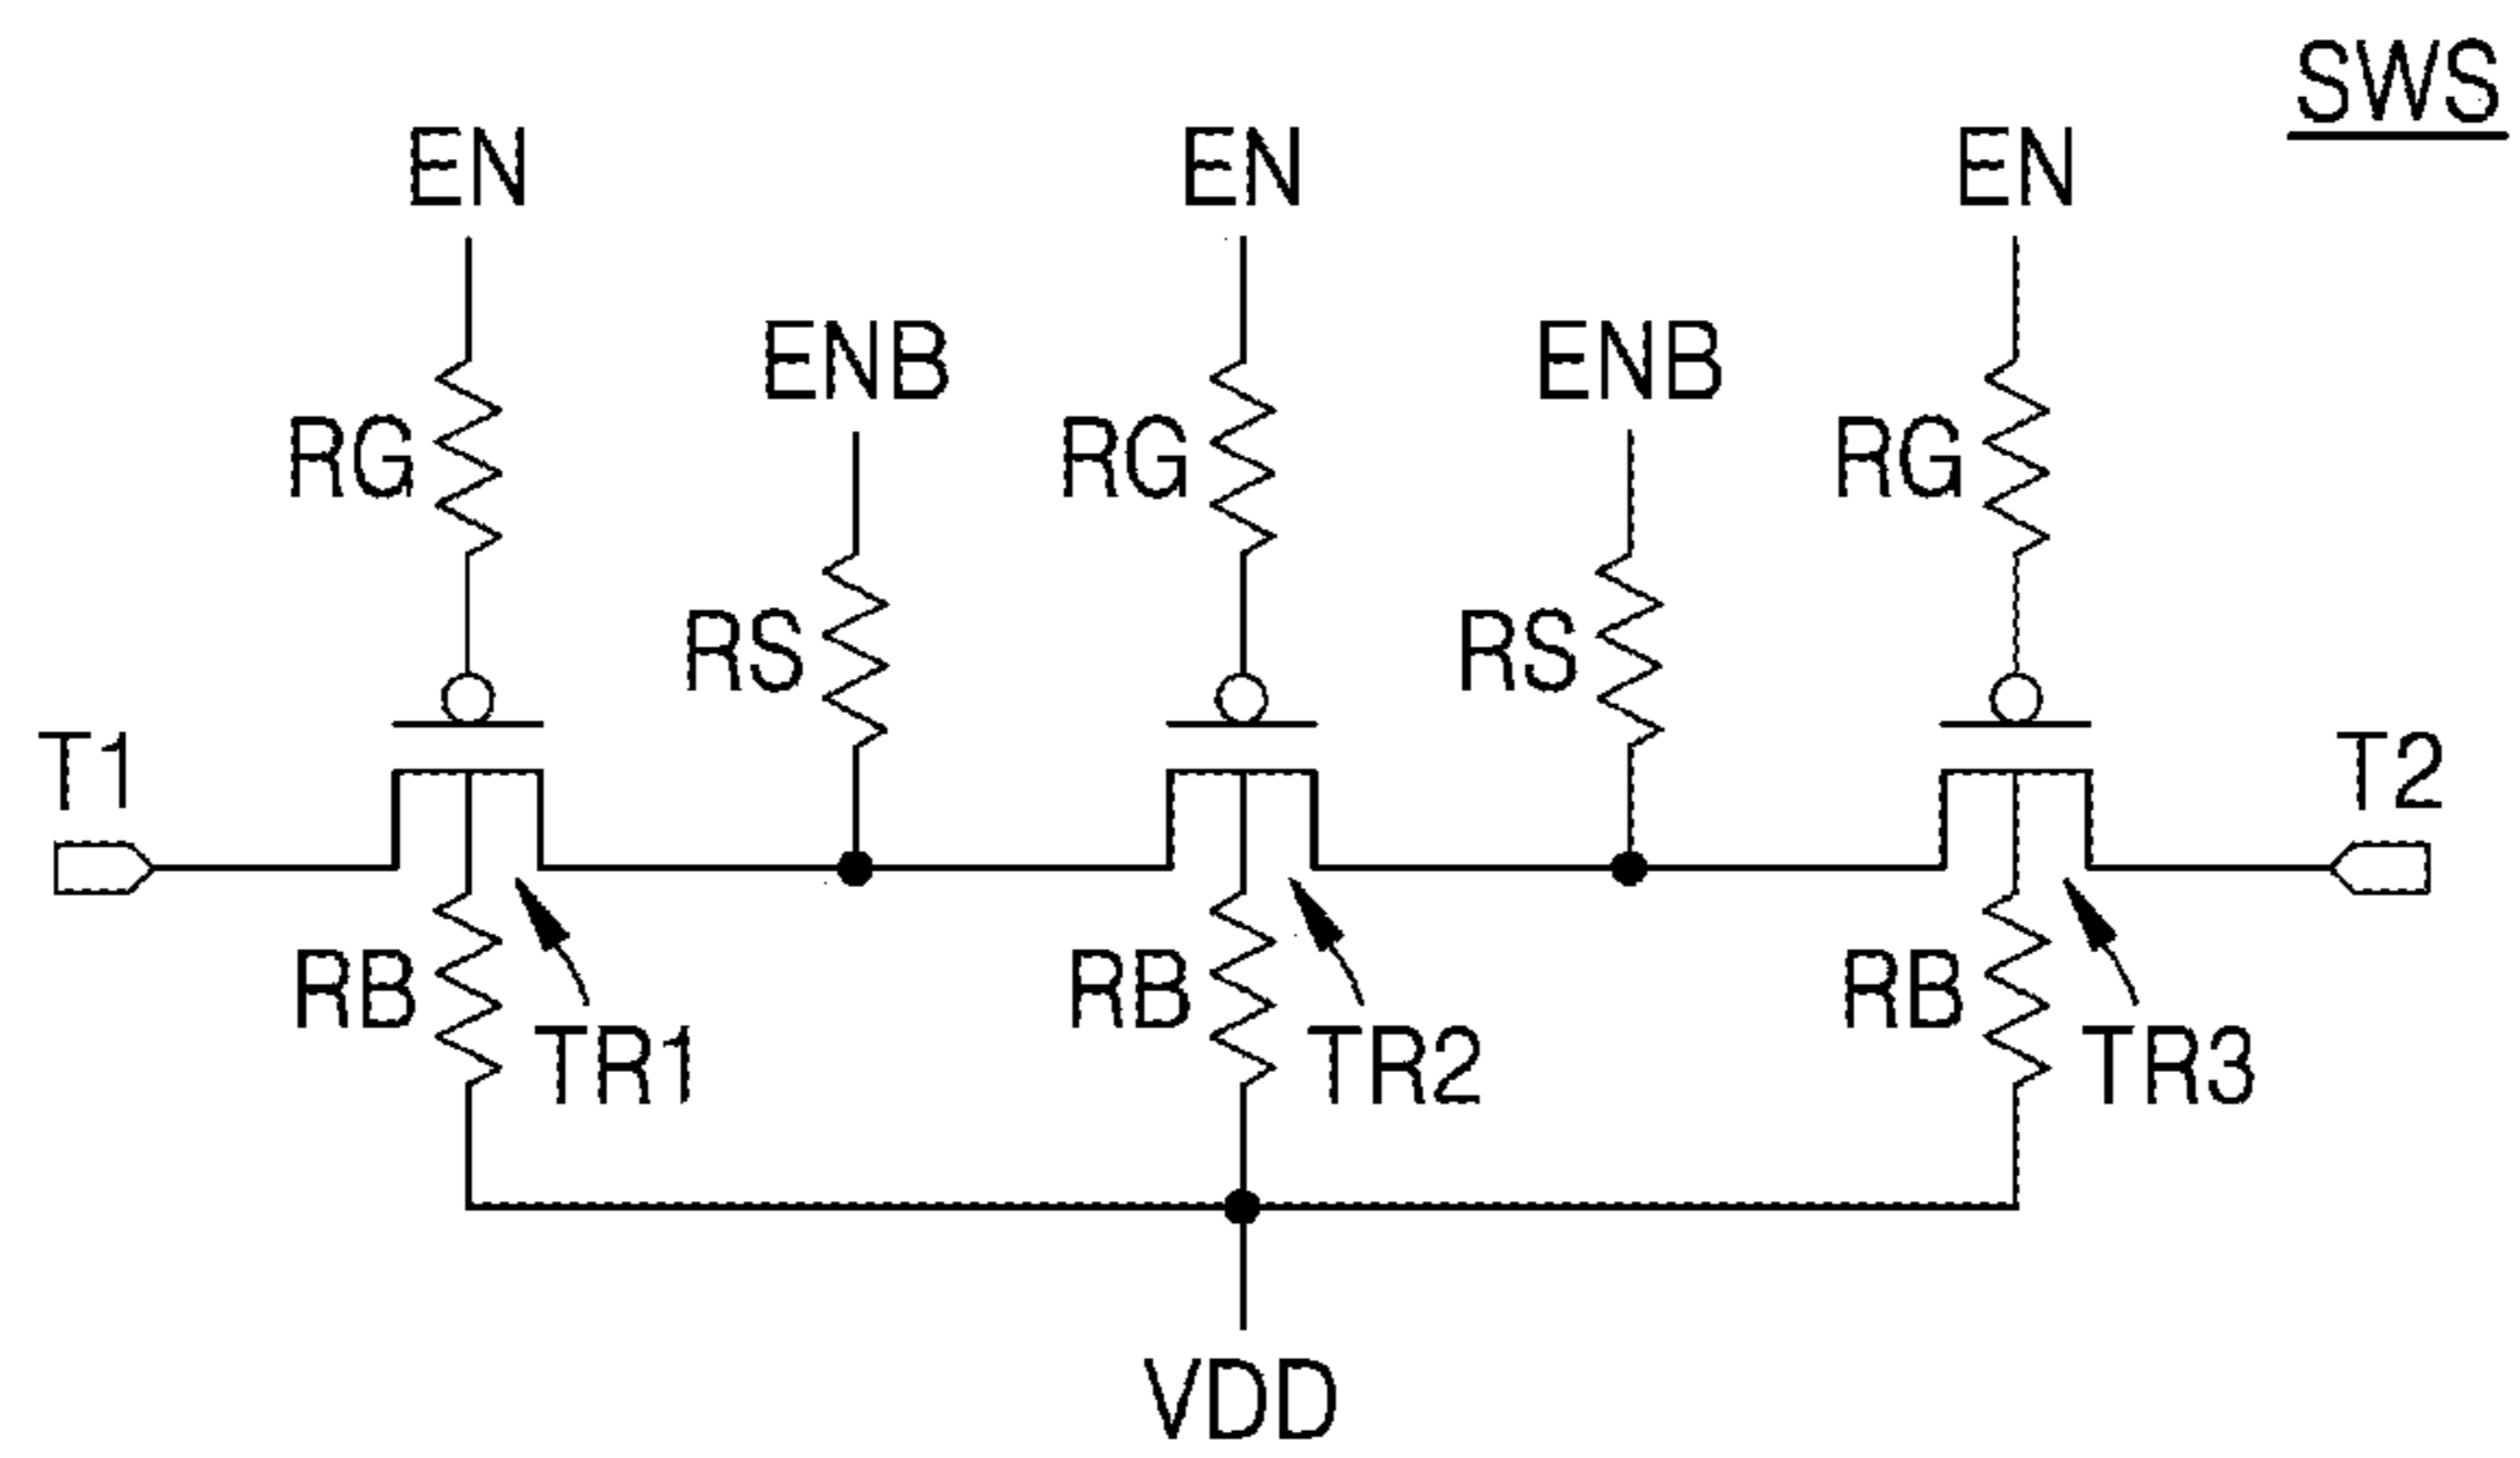 SWS
EN EN EN
ENB ENB
RG RG RG
RS RS
T1 T2
RB RB RB
TR1 TR2 TR3
VDD